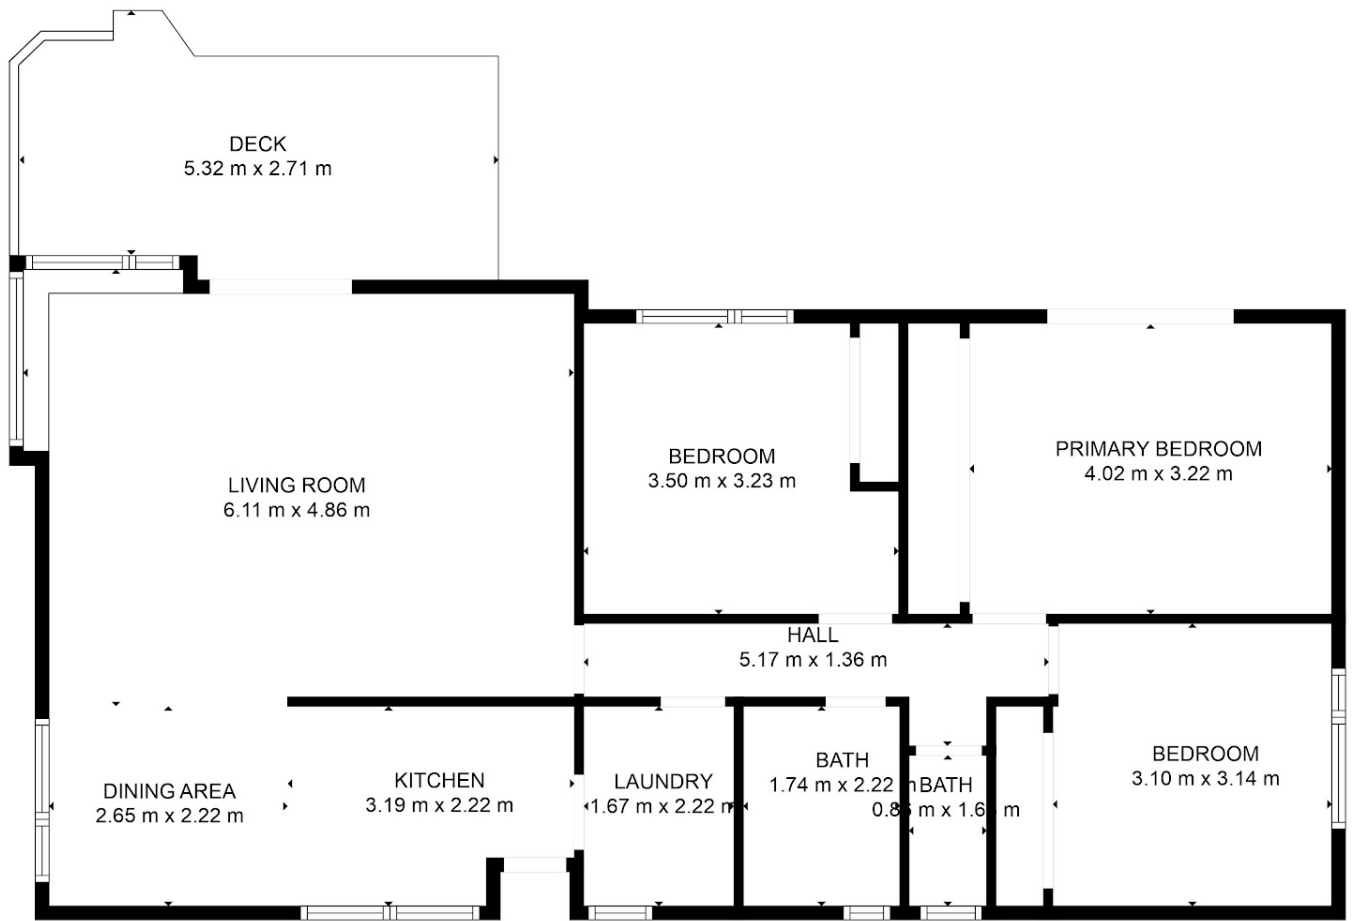 DECK
5.32 m x 2.71 m
LIVING ROOM
6.11 m x 4.86 m
BEDROOM
3.50 m x 3.23 m
PRIMARY BEDROOM
4.02 m x 3.22 m
HALL
5.17 m x 1.36 m
DINING AREA
2.65 m x 2.22 m
KITCHEN
3.19 m x 2.22 m
LAUNDRY
1.67 m x 2.22 m
BATH
1.74 m x 2.22 m
BATH
m x m
BEDROOM
3.10 m x 3.14 m